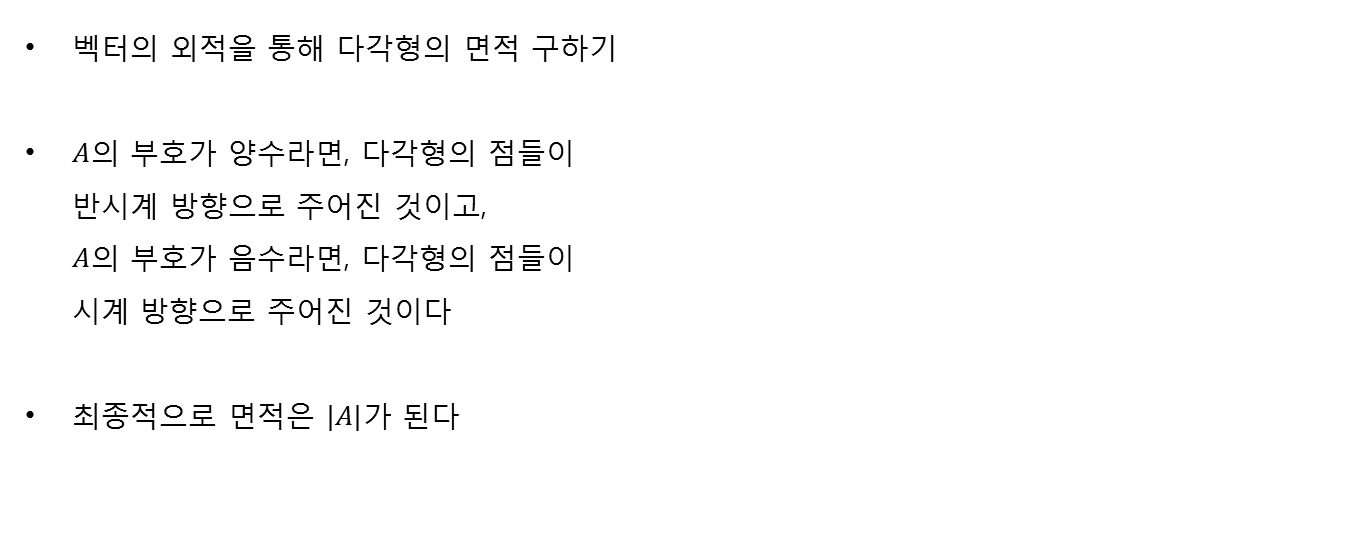 • 벡터의 외적을 통해 다각형의 면적 구하기
• A의 부호가 양수라면, 다각형의 점들이
반시계 방향으로 주어진 것이고,
A의 부호가 음수라면, 다각형의 점들이
시계 방향으로 주어진 것이다
• 최종적으로 면적은 |A|가 된다